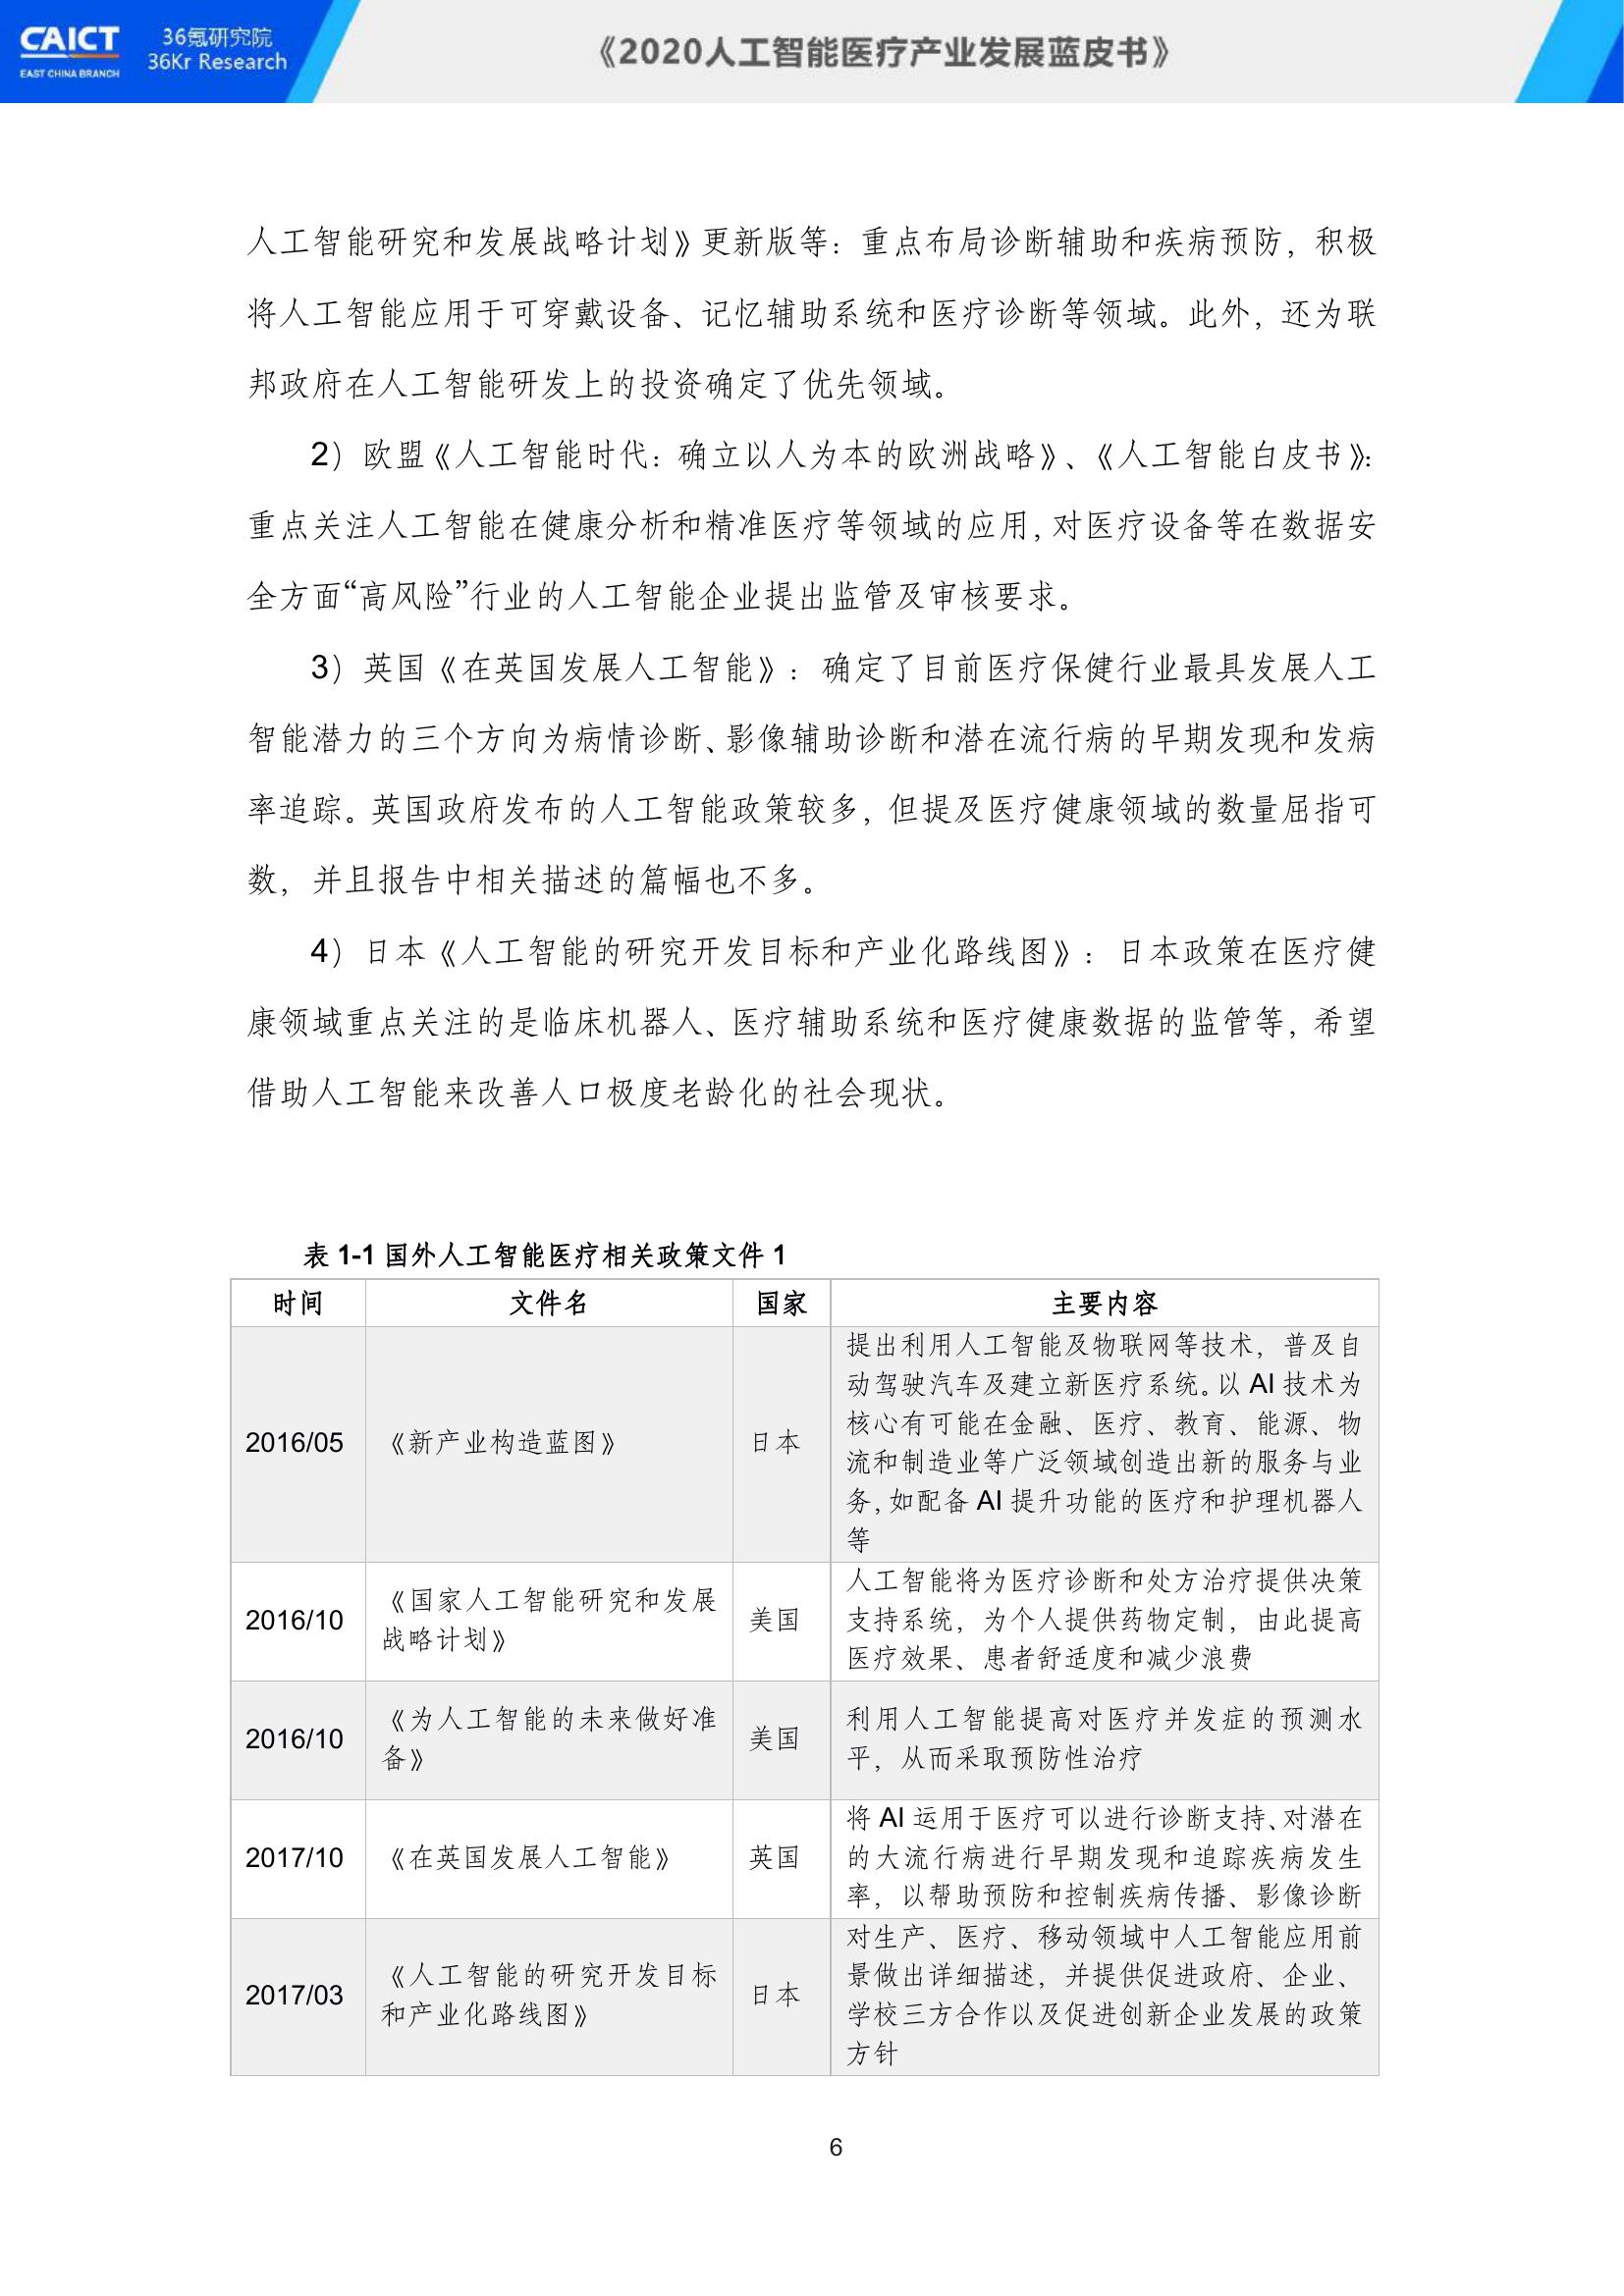 CAICT
EAST CHINA BRANCH
36氪研究院
36Kr Research
《2020人工智能医疗产业发展蓝皮书》
人工智能研究和发展战略计划》更新版等：重点布局诊断辅助和疾病预防，积极
将人工智能应用于可穿戴设备、记忆辅助系统和医疗诊断等领域。此外，还为联
邦政府在人工智能研发上的投资确定了优先领域。
2）欧盟《人工智能时代：确立以人为本的欧洲战略》、《人工智能白皮书》：
重点关注人工智能在健康分析和精准医疗等领域的应用，对医疗设备等在数据安
全方面“高风险”行业的人工智能企业提出监管及审核要求。
3）英国《在英国发展人工智能》：确定了目前医疗保健行业最具发展人工
智能潜力的三个方向为病情诊断、影像辅助诊断和潜在流行病的早期发现和发病
率追踪。英国政府发布的人工智能政策较多，但提及医疗健康领域的数量屈指可
数，并且报告中相关描述的篇幅也不多。
4）日本《人工智能的研究开发目标和产业化路线图》：日本政策在医疗健
康领域重点关注的是临床机器人、医疗辅助系统和医疗健康数据的监管等，希望
借助人工智能来改善人口极度老龄化的社会现状。
表 1-1 国外人工智能医疗相关政策文件 1
时间 文件名 国家 主要内容
2016/05 《新产业构造蓝图》 日本
提出利用人工智能及物联网等技术，普及自
动驾驶汽车及建立新医疗系统。以 AI 技术为
核心有可能在金融、医疗、教育、能源、物
流和制造业等广泛领域创造出新的服务与业
务，如配备 AI 提升功能的医疗和护理机器人
等
2016/10
《国家人工智能研究和发展
战略计划》
美国
人工智能将为医疗诊断和处方治疗提供决策
支持系统，为个人提供药物定制，由此提高
医疗效果、患者舒适度和减少浪费
2016/10
《为人工智能的未来做好准
备》
美国
利用人工智能提高对医疗并发症的预测水
平，从而采取预防性治疗
2017/10 《在英国发展人工智能》 英国
将 AI 运用于医疗可以进行诊断支持、对潜在
的大流行病进行早期发现和追踪疾病发生
率，以帮助预防和控制疾病传播、影像诊断
2017/03
《人工智能的研究开发目标
和产业化路线图》
日本
对生产、医疗、移动领域中人工智能应用前
景做出详细描述，并提供促进政府、企业、
学校三方合作以及促进创新企业发展的政策
方针
6